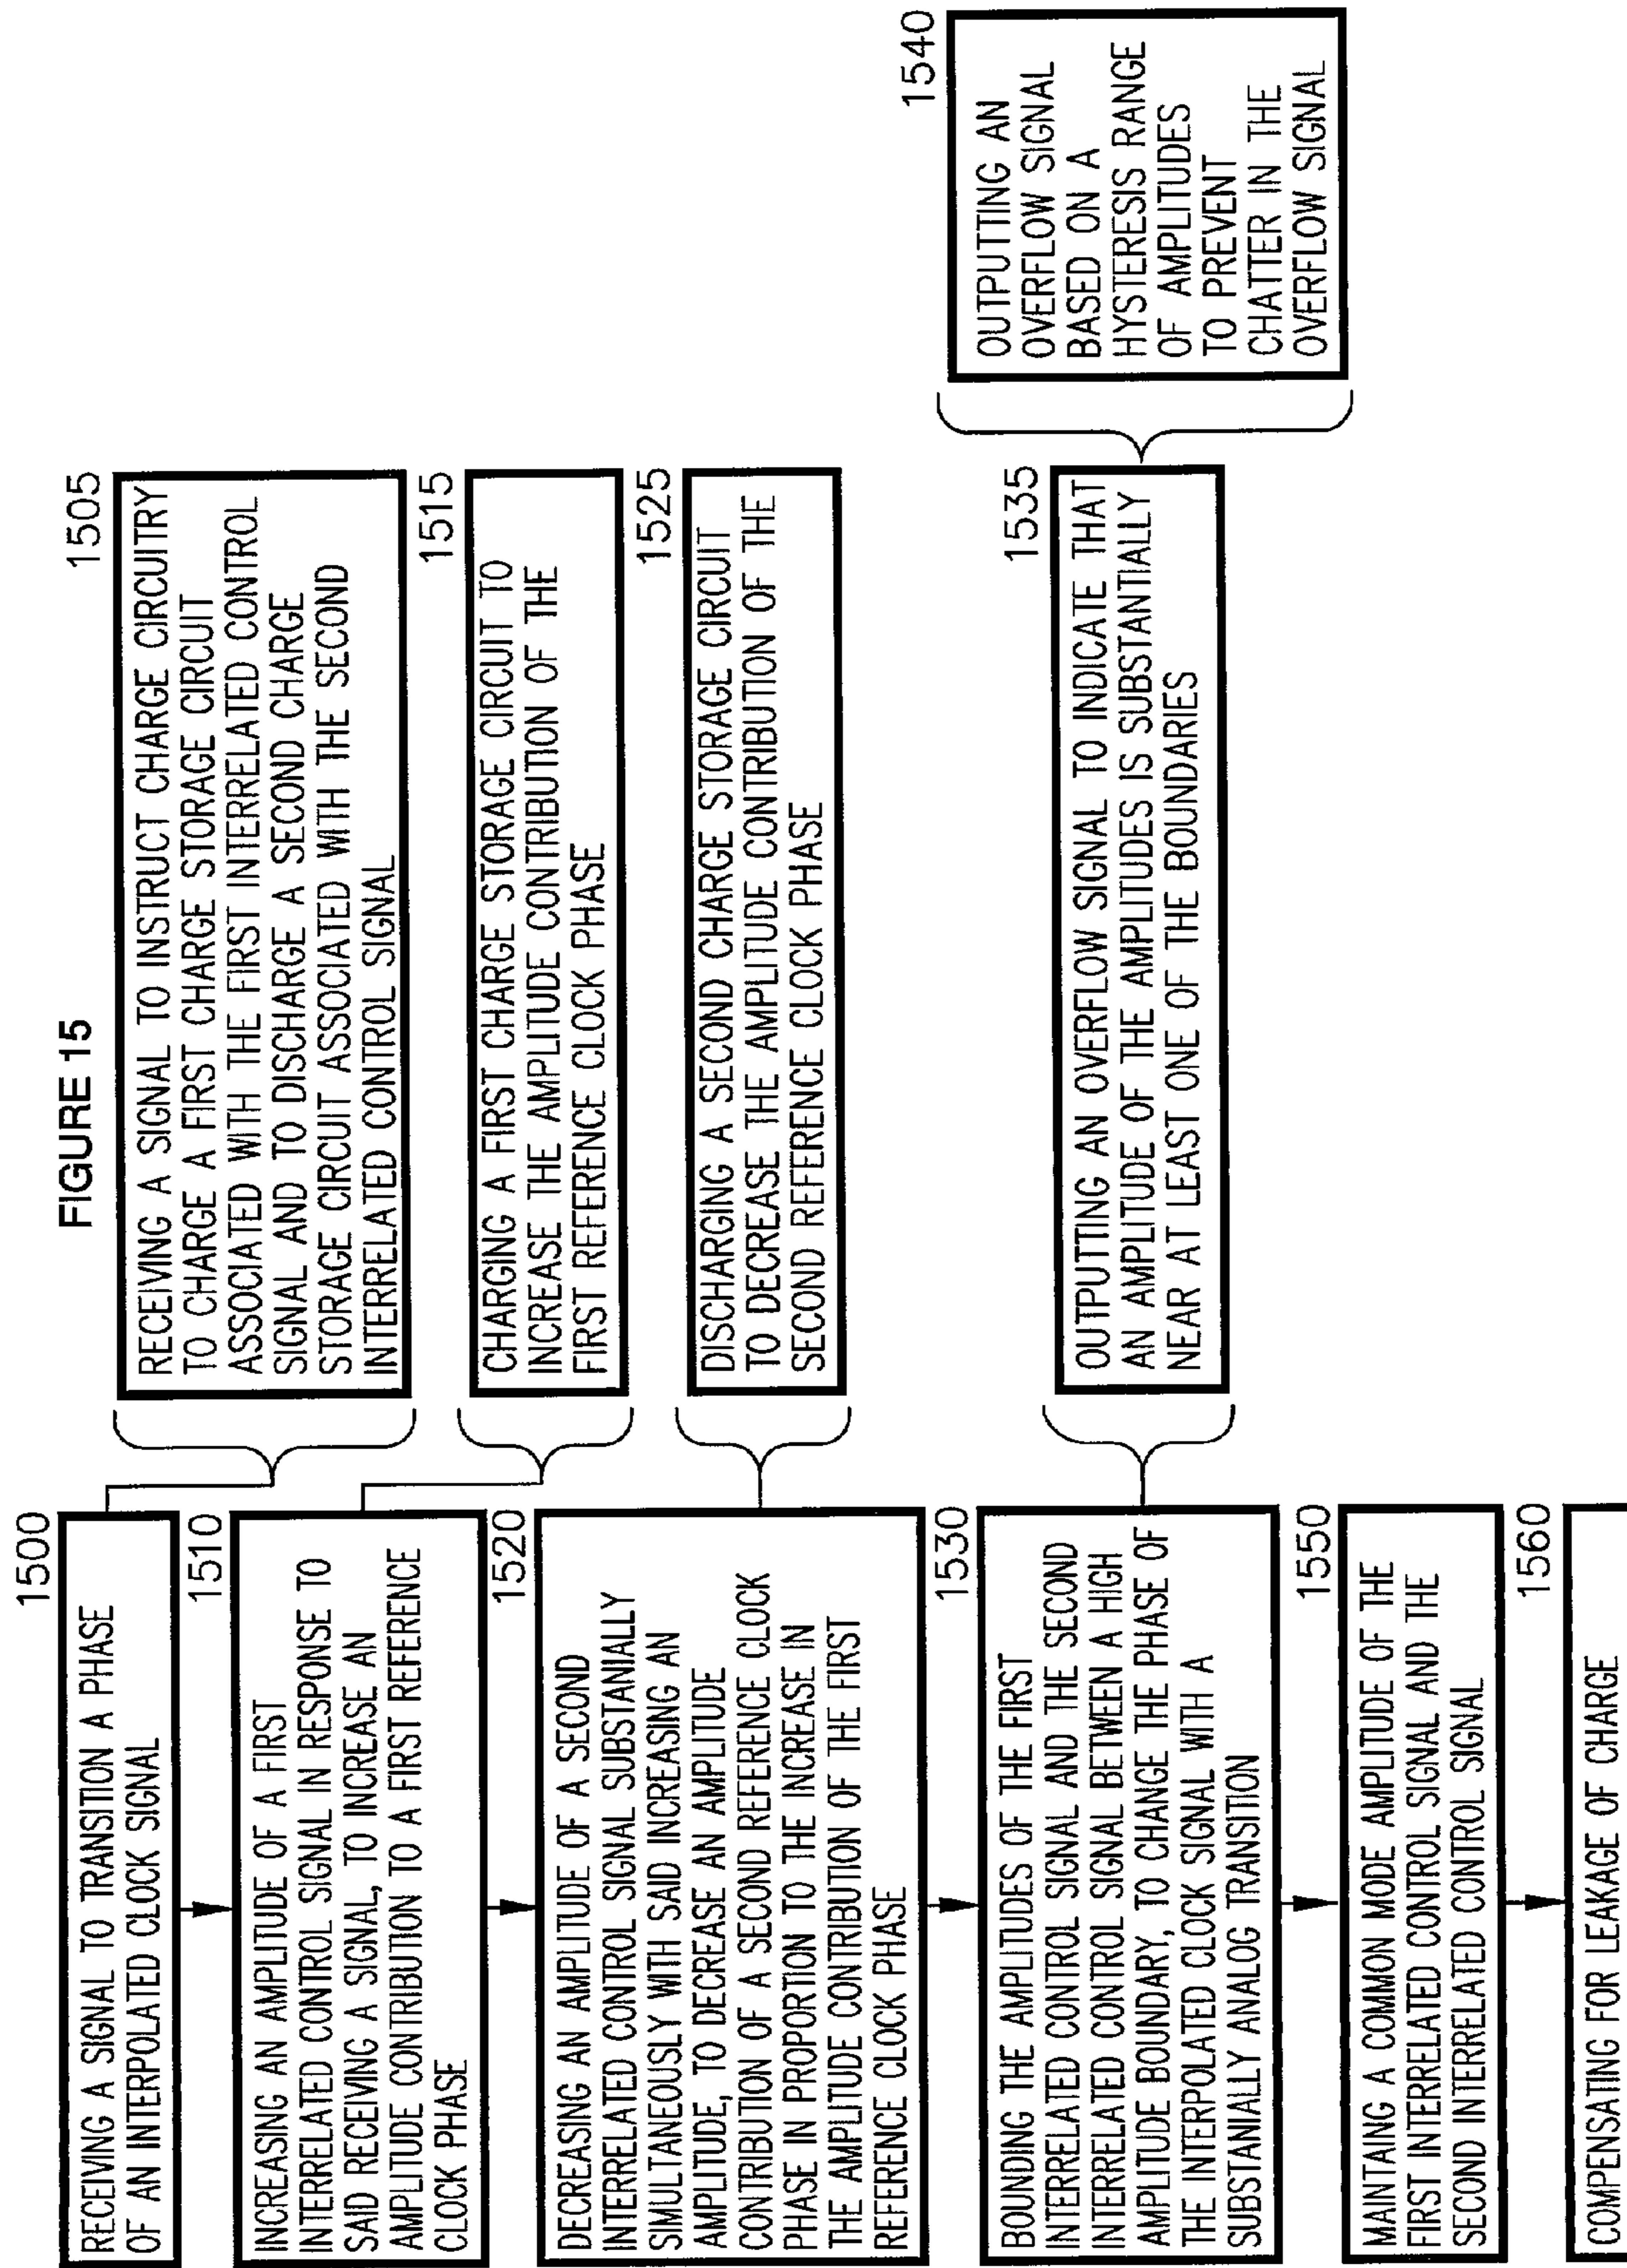 FIGURE 15
1500
RECEIVING A SIGNAL TO TRANSITION A PHASE
OF AN INTERPOLATED CLOCK SIGNAL
1505
RECEIVING A SIGNAL TO INSTRUCT CHARGE CIRCUITRY
TO CHARGE A FIRST CHARGE STORAGE CIRCUIT
ASSOCIATED WITH THE FIRST INTERRELATED CONTROL
SIGNAL AND TO DISCHARGE A SECOND CHARGE
STORAGE CIRCUIT ASSOCIATED WITH THE SECOND
INTERRELATED CONTROL SIGNAL
1510
INCREASING AN AMPLITUDE OF A FIRST
INTERRELATED CONTROL SIGNAL IN RESPONSE TO
SAID RECEIVING A SIGNAL, TO INCREASE AN
AMPLITUDE CONTRIBUTION TO A FIRST REFERENCE
CLOCK PHASE
1515
CHARGING A FIRST CHARGE STORAGE CIRCUIT TO
INCREASE THE AMPLITUDE CONTRIBUTION OF THE
FIRST REFERENCE CLOCK PHASE
1520
DECREASING AN AMPLITUDE OF A SECOND
INTERRELATED CONTROL SIGNAL SUBSTANIALLY
SIMULTANEOUSLY WITH SAID INCREASING AN
AMPLITUDE, TO DECREASE AN AMPLITUDE
CONTRIBUTION OF A SECOND REFERENCE CLOCK
PHASE IN PROPORTION TO THE INCREASE IN
THE AMPLITUDE CONTRIBUTION OF THE FIRST
REFERENCE CLOCK PHASE
1525
DISCHARGING A SECOND CHARGE STORAGE CIRCUIT
TO DECREASE THE AMPLITUDE CONTRIBUTION OF THE
SECOND REFERENCE CLOCK PHASE
1530
BOUNDING THE AMPLITUDES OF THE FIRST
INTERRELATED CONTROL SIGNAL AND THE SECOND
INTERRELATED CONTROL SIGNAL BETWEEN A HIGH
AMPLITUDE BOUNDARY, TO CHANGE THE PHASE OF
THE INTERPOLATED CLOCK SIGNAL WITH A
SUBSTANIALLY ANALOG TRANSITION
1535
OUTPUTTING AN OVERFLOW SIGNAL TO INDICATE THAT
AN AMPLITUDE OF THE AMPLITUDES IS SUBSTANTIALLY
NEAR AT LEAST ONE OF THE BOUNDARIES
1540
OUTPUTTING AN
OVERFLOW SIGNAL
BASED ON A
HYSTERESIS RANGE
OF AMPLITUDES
TO PREVENT
CHATTER IN THE
OVERFLOW SIGNAL
1550
MAINTAINING A COMMON MODE AMPLITUDE OF THE
FIRST INTERRELATED CONTROL SIGNAL AND THE
SECOND INTERRELATED CONTROL SIGNAL
1560
COMPENSATING FOR LEAKAGE OF CHARGE